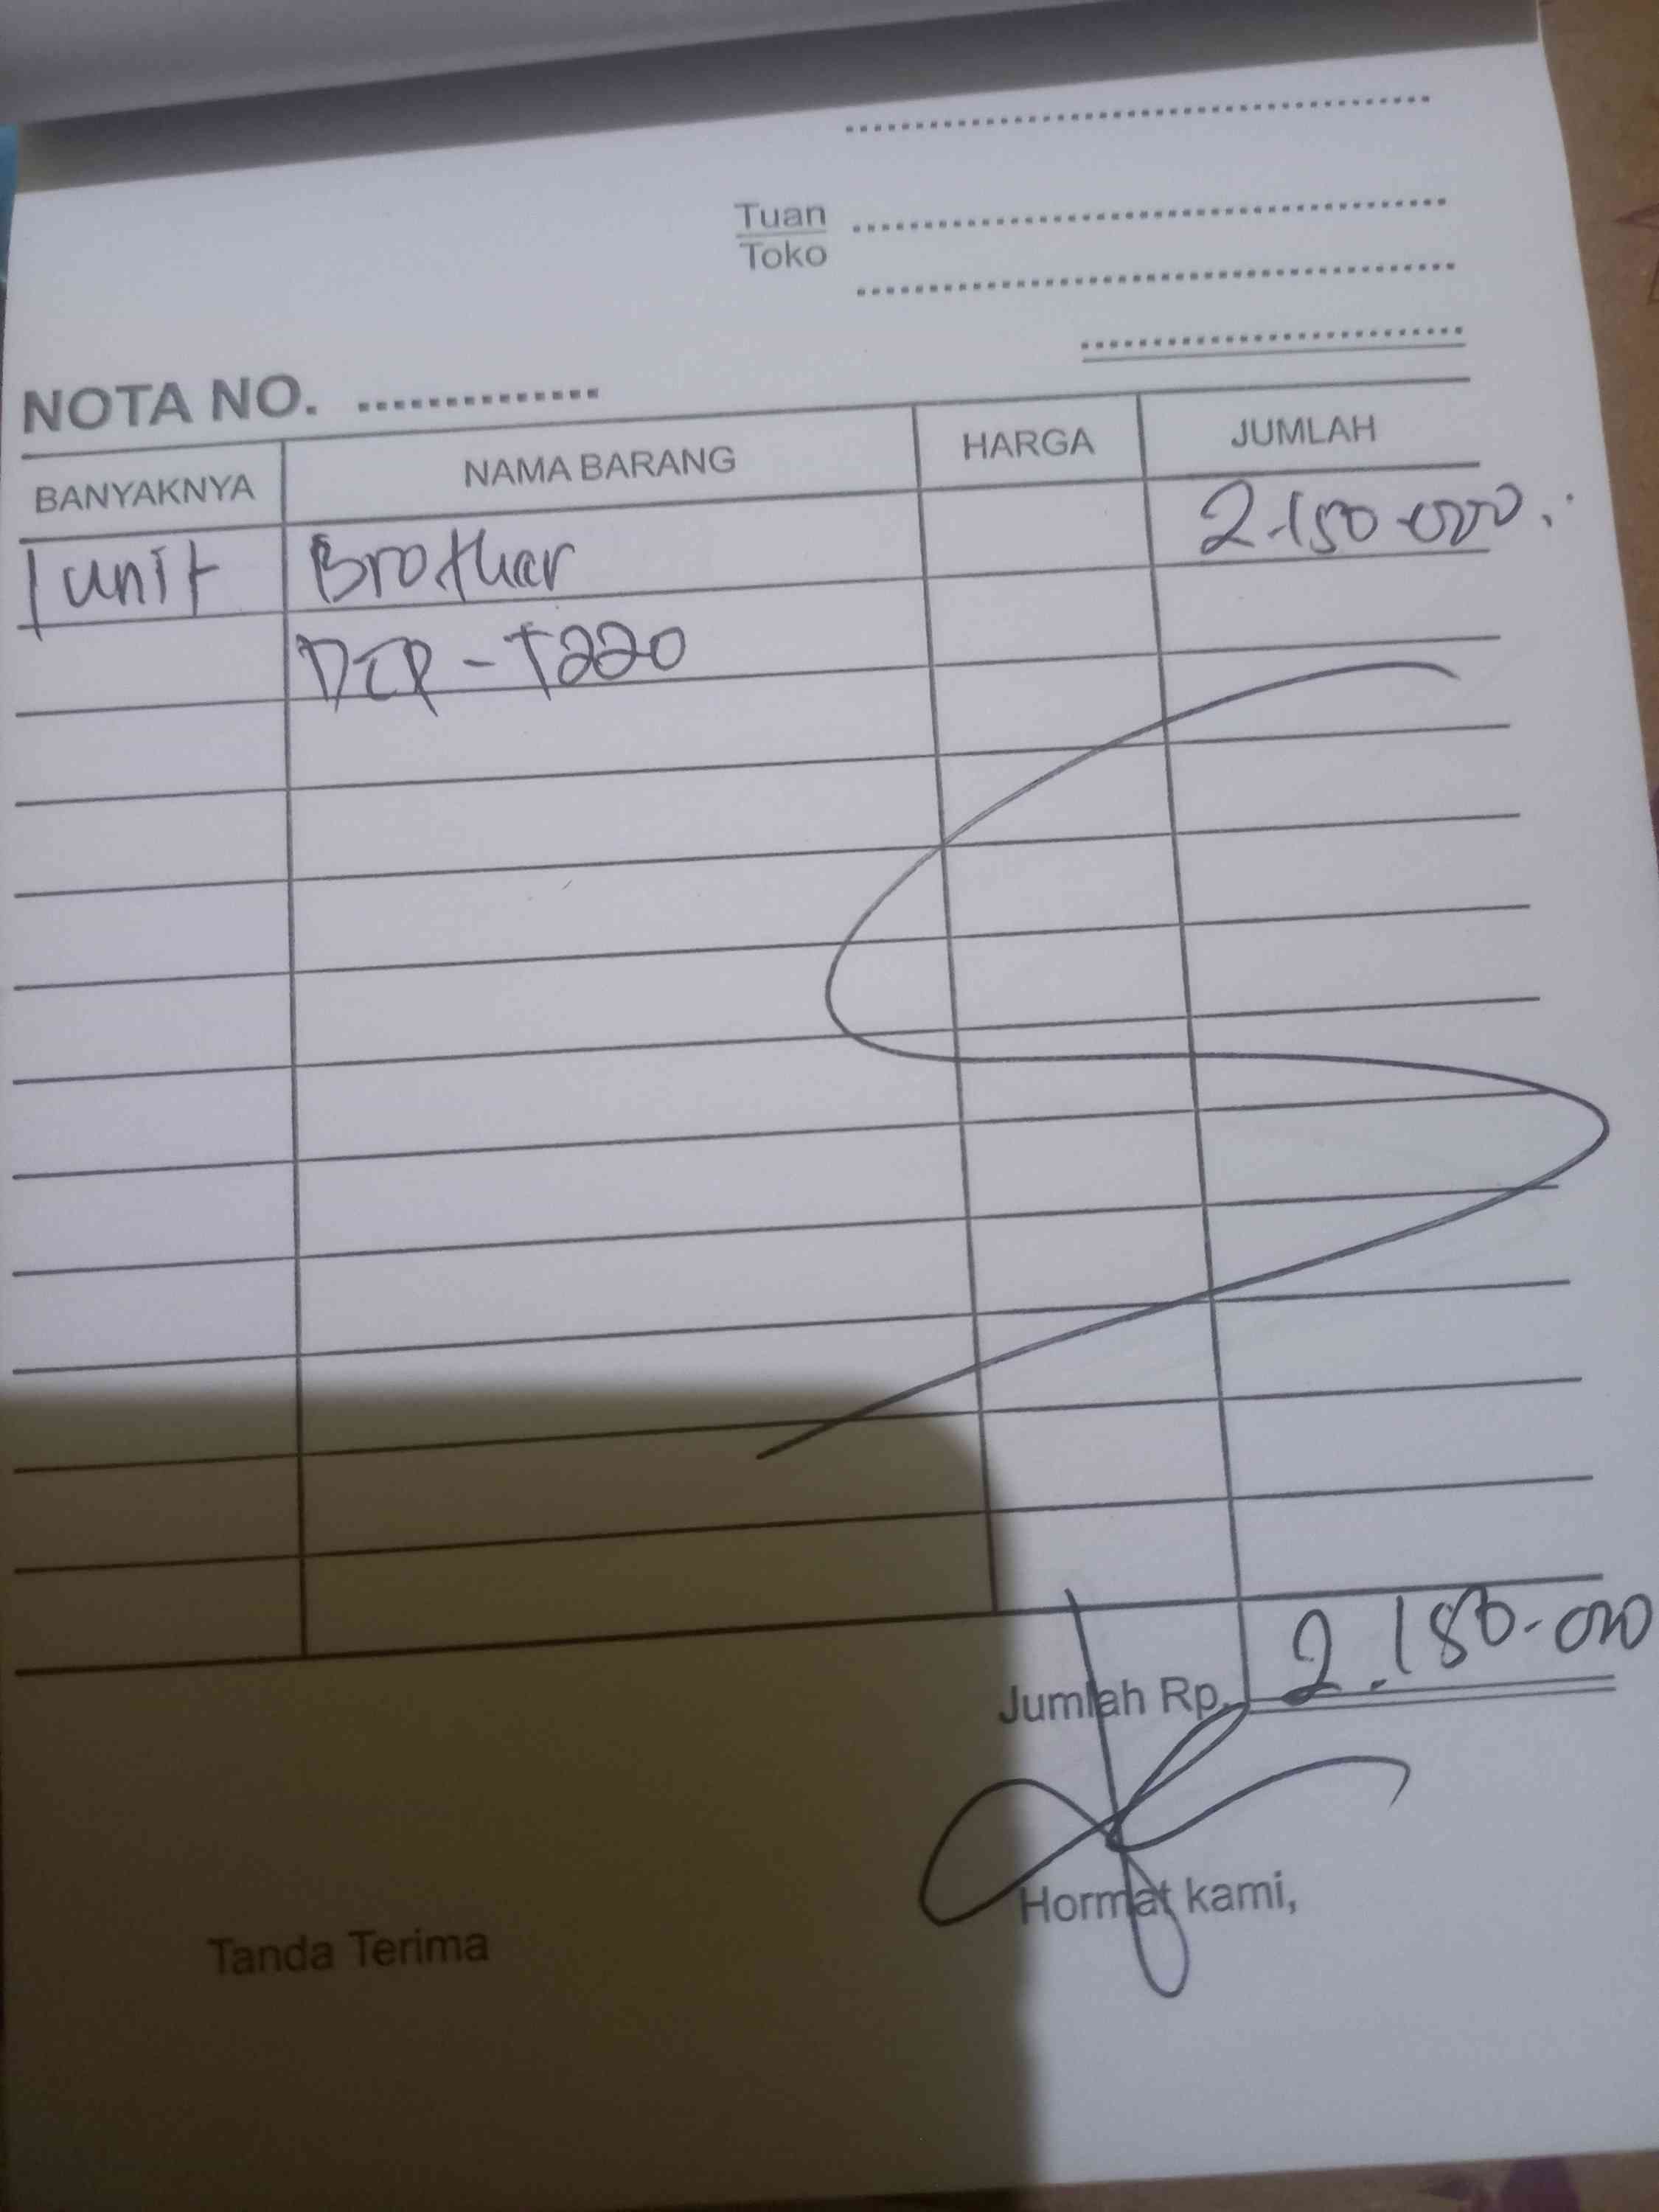 Tuan
Toko
NOTA NO.
BANYAKNYA NAMA BARANG HARGA JUMLAH
1 unit Brother 2.150.000
DCP-T220
Jumlah Rp. 2.150.000
Tanda Terima Hormat kami,